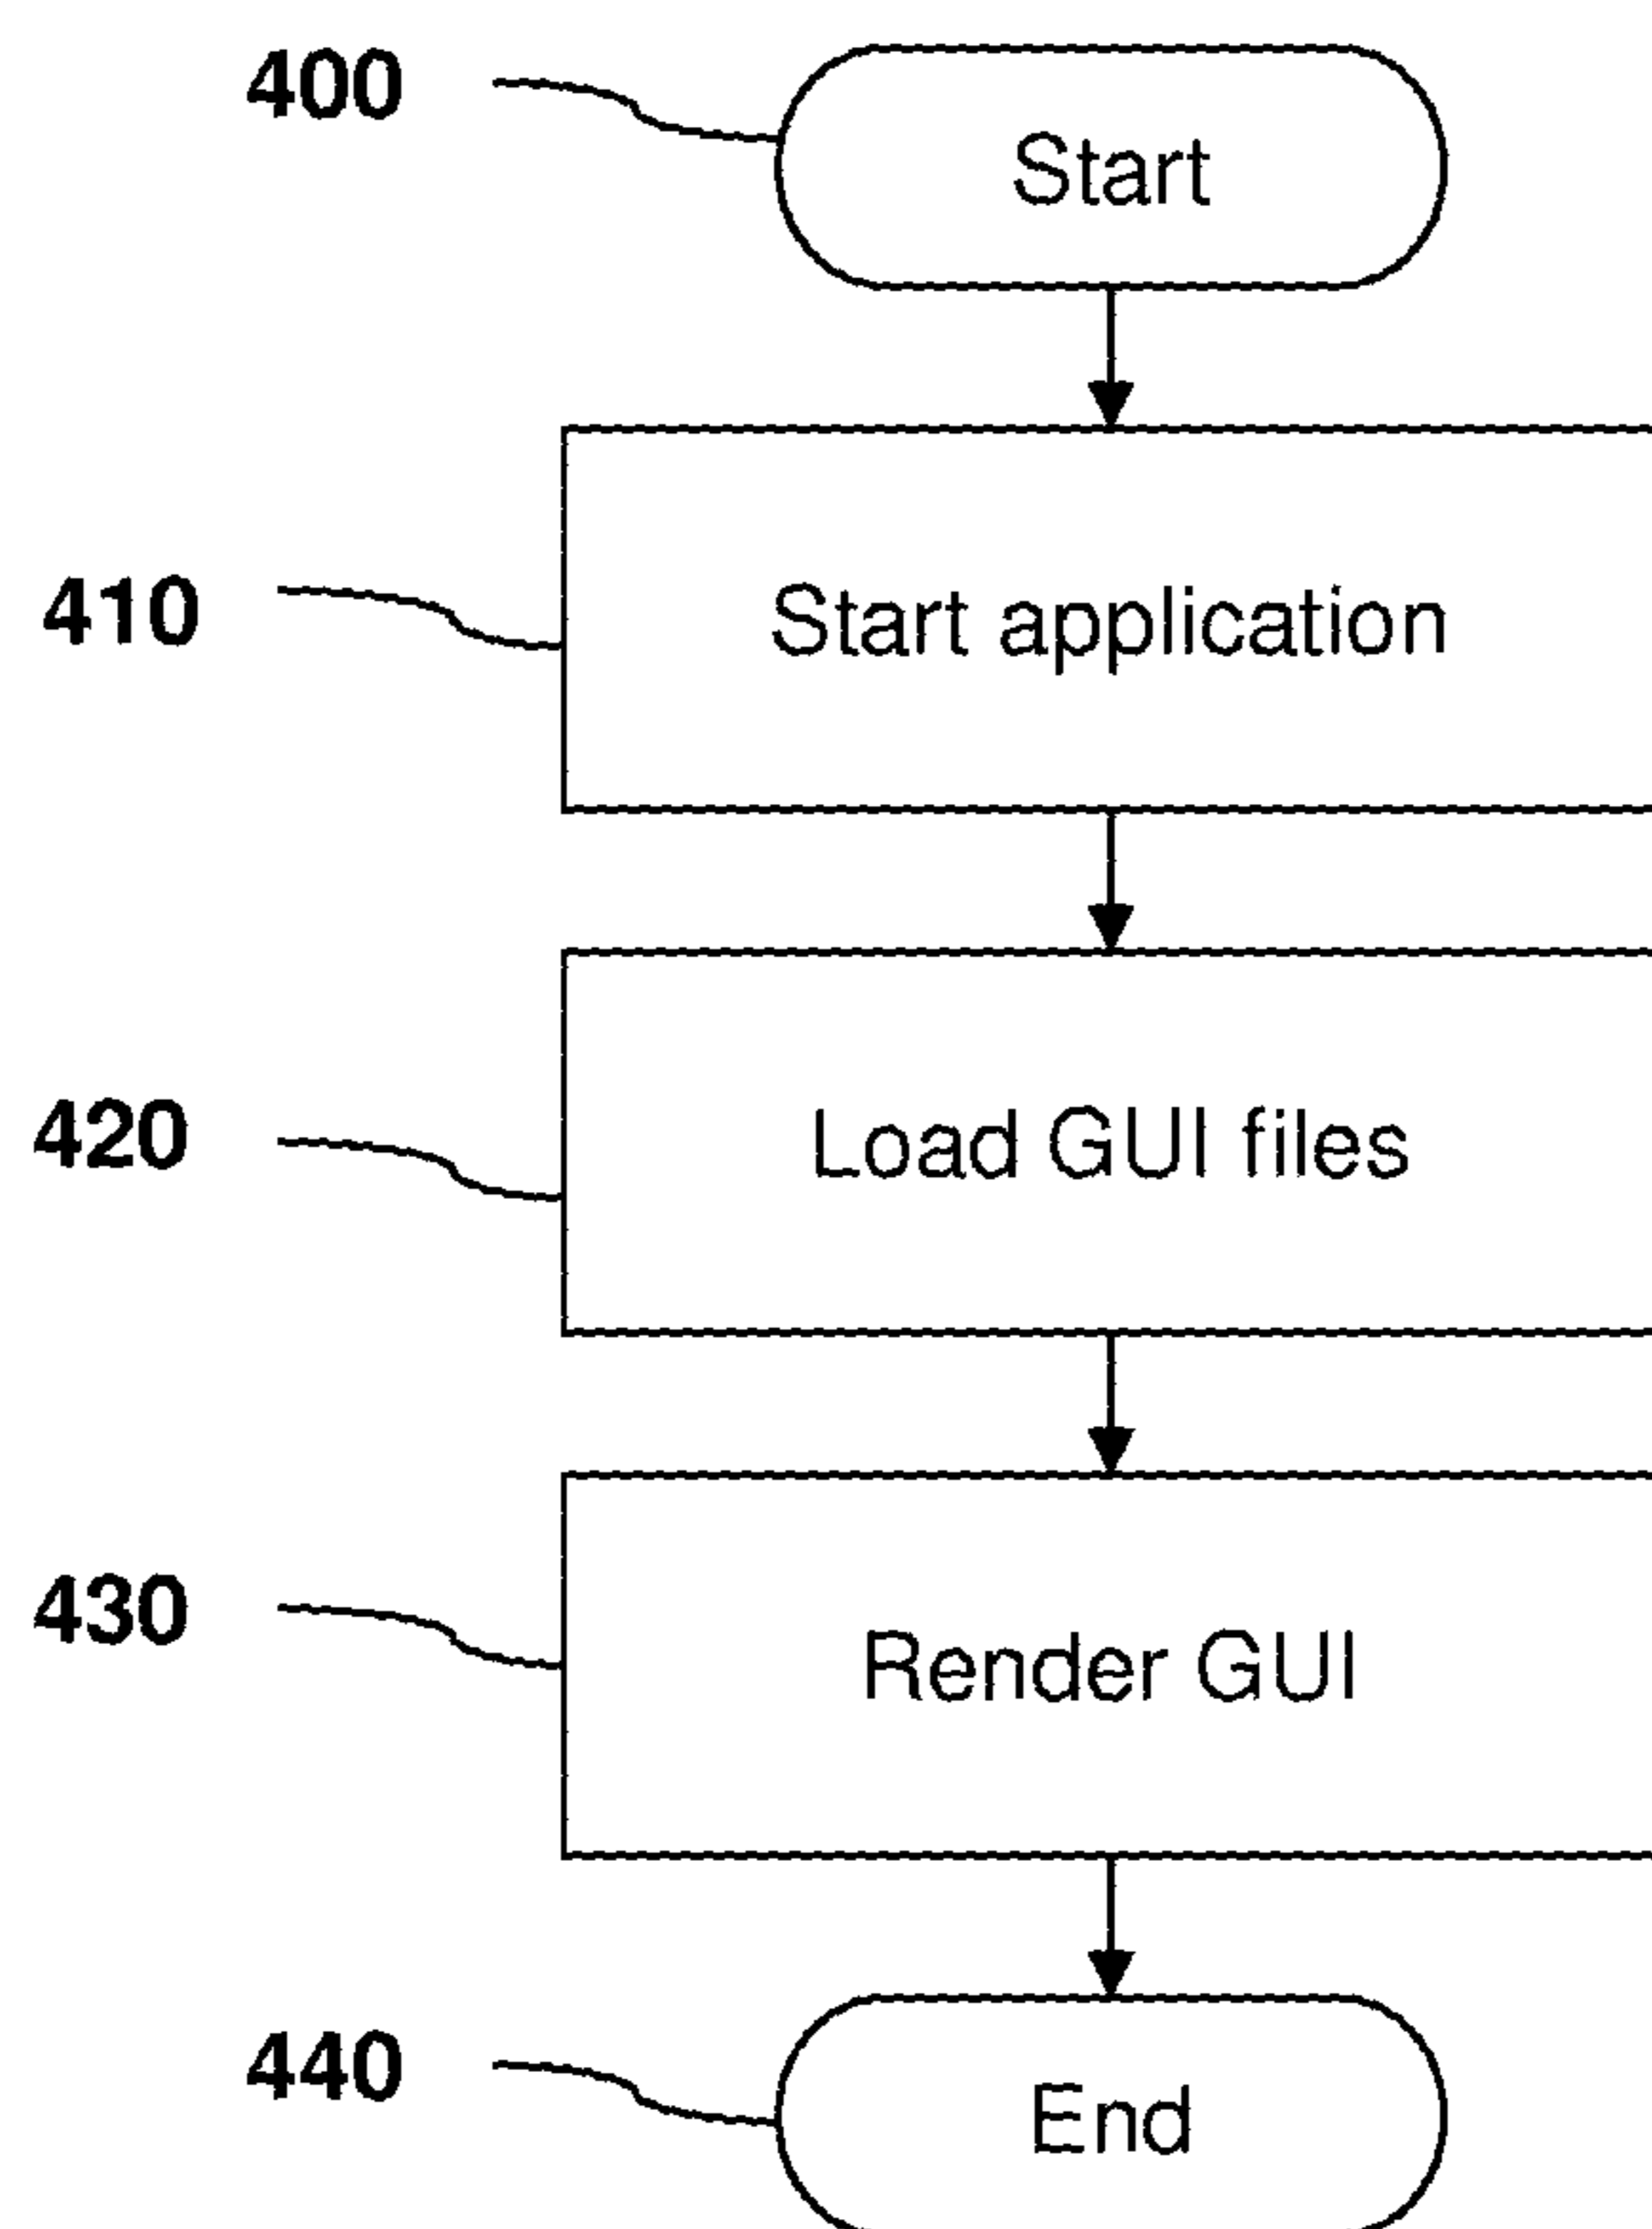 400
Start
410
Start application
420
Load GUI files
430
Render GUI
440
End